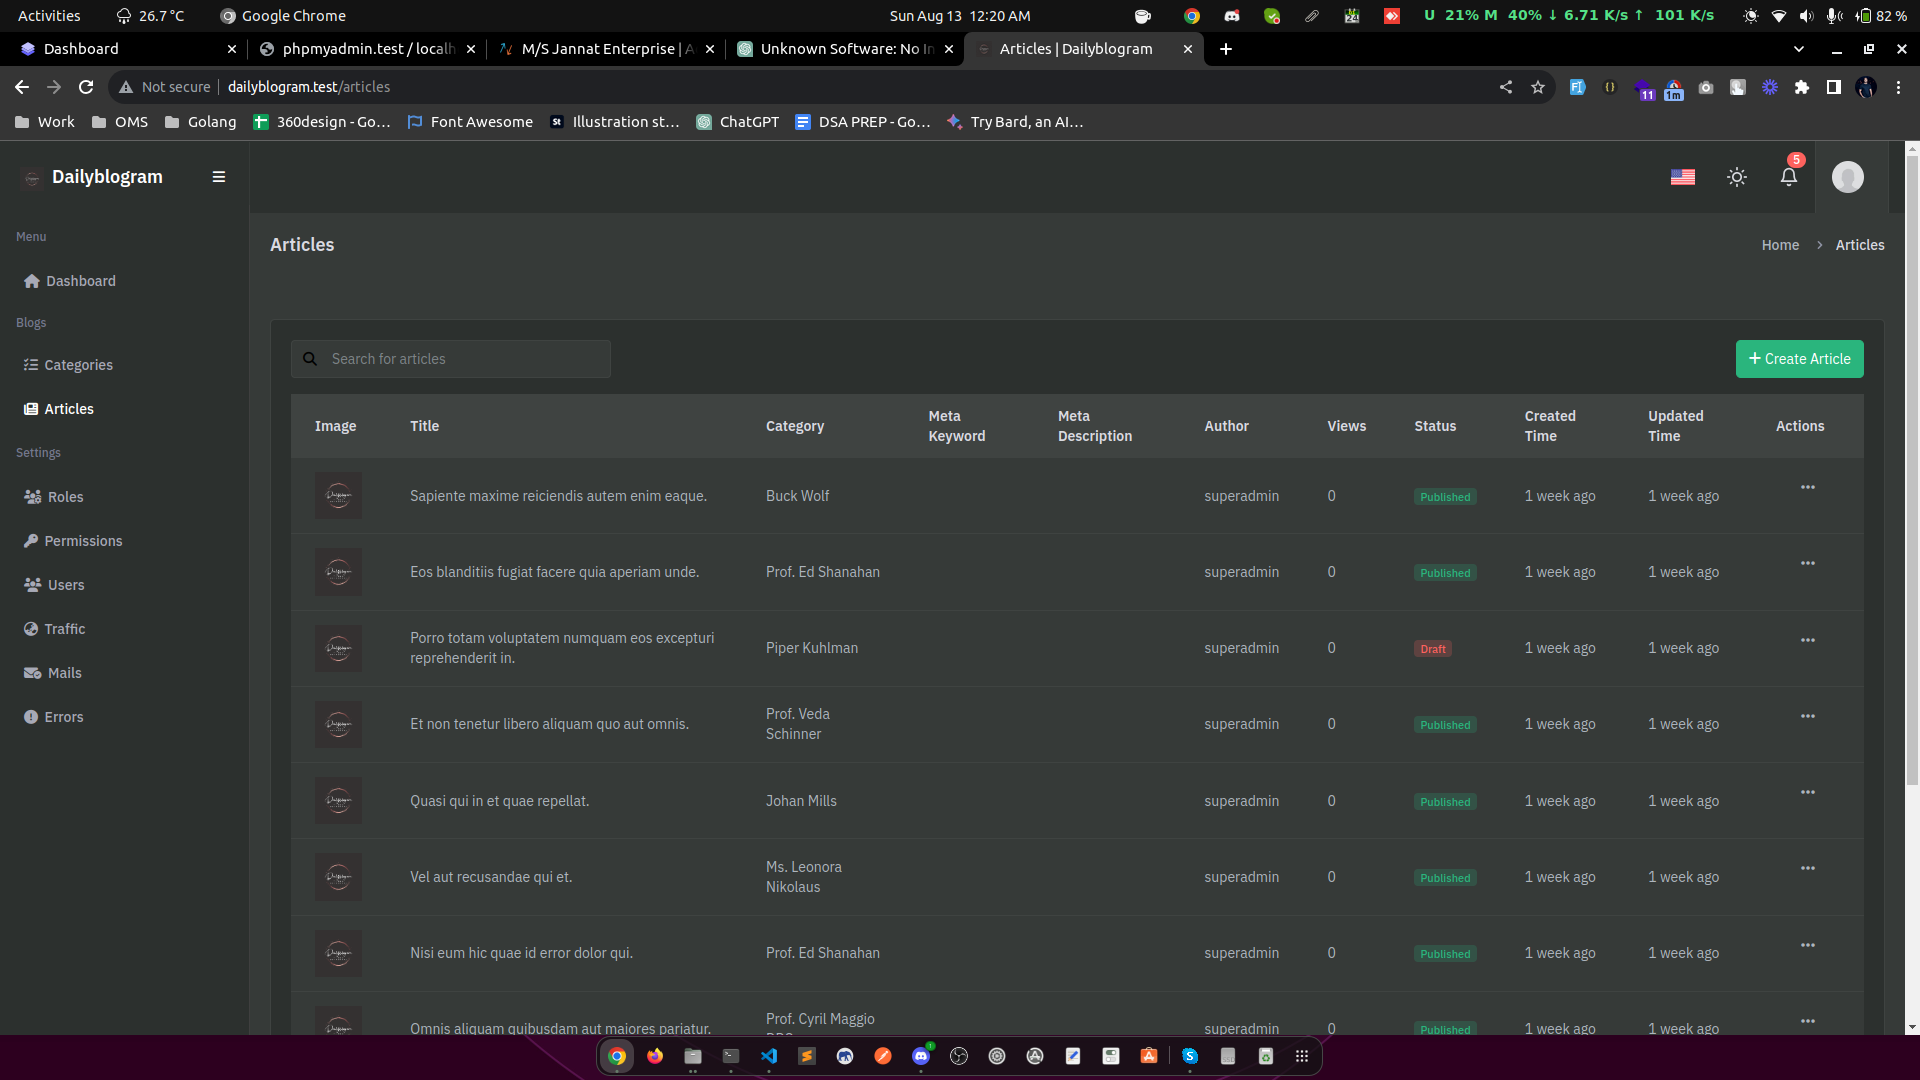 Activities
26.7 °C
Google Chrome
Sun Aug 13 12:20 AM
24
U 21% M 40% ↓ 6.71 K/s ↑ 101 K/s
82 %
Dashboard
phpmyadmin.test / localh
M/S Jannat Enterprise | A
Unknown Software: No In
Articles | Dailyblogram
Not secure
dailyblogram.test/articles
11
1m
Work
OMS
Golang
360design - Go...
Font Awesome
St
Illustration st...
ChatGPT
DSA PREP - Go...
Try Bard, an AI...
Dailyblogram
5
Menu
Dashboard
Blogs
Categories
Articles
Settings
Roles
Permissions
Users
Traffic
Mails
Errors
Articles
Home > Articles
Search for articles
+ Create Article
Image Title Category Meta Keyword Meta Description Author Views Status Created Time Updated Time Actions
Sapiente maxime reiciendis autem enim eaque. Buck Wolf superadmin 0 Published 1 week ago 1 week ago
Eos blanditiis fugiat facere quia aperiam unde. Prof. Ed Shanahan superadmin 0 Published 1 week ago 1 week ago
Porro totam voluptatem numquam eos excepturi
reprehenderit in.
Piper Kuhlman superadmin 0 Draft 1 week ago 1 week ago
Et non tenetur libero aliquam quo aut omnis. Prof. Veda
Schinner
superadmin 0 Published 1 week ago 1 week ago
Quasi qui in et quae repellat. Johan Mills superadmin 0 Published 1 week ago 1 week ago
Vel aut recusandae qui et. Ms. Leonora
Nikolaus
superadmin 0 Published 1 week ago 1 week ago
Nisi eum hic quae id error dolor qui. Prof. Ed Shanahan superadmin 0 Published 1 week ago 1 week ago
Omnis aliquam quibusdam aut maiores pariatur. Prof. Cyril Maggio
superadmin 0 Published 1 week ago 1 week ago